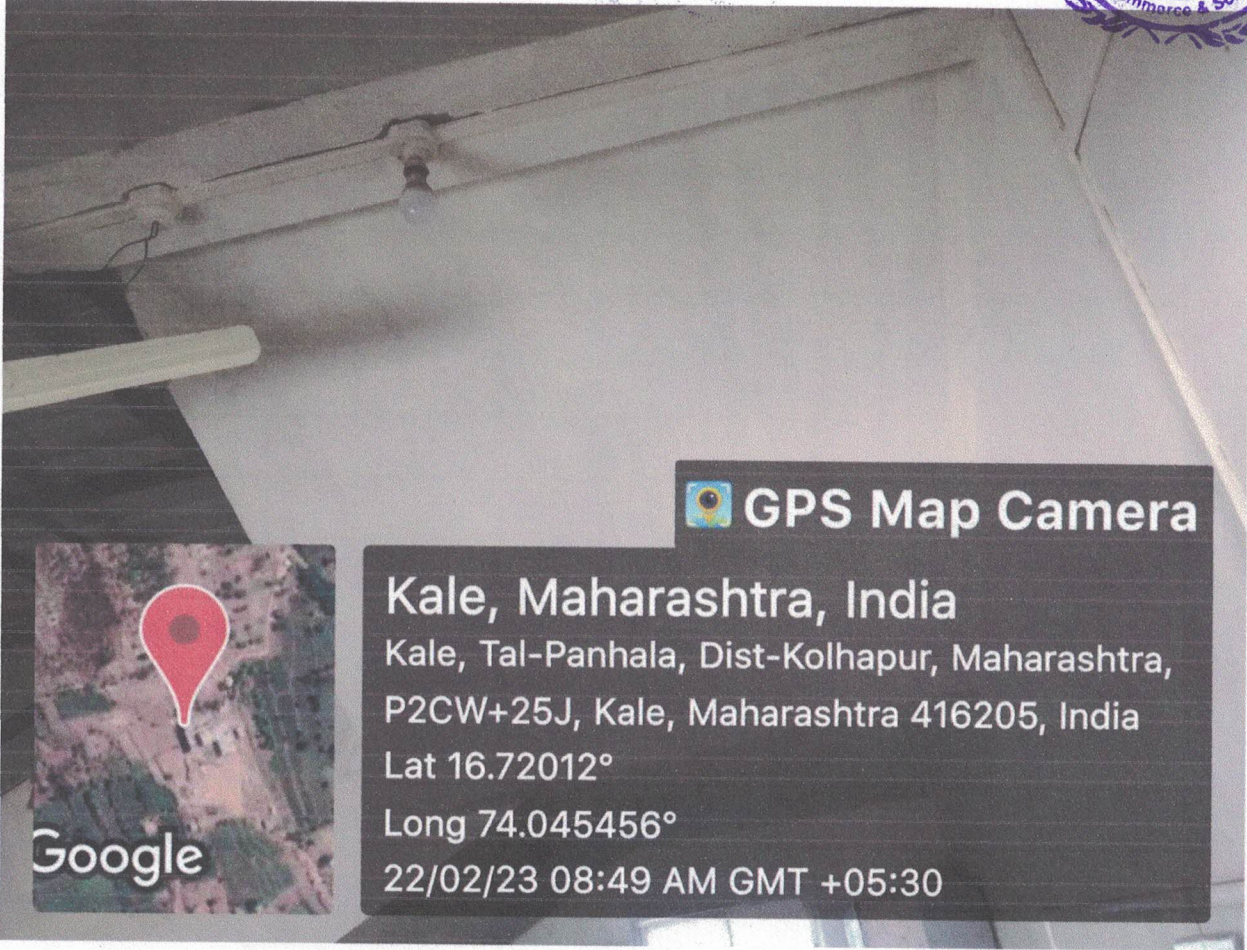 mmerce & S
GPS Map Camera
Kale, Maharashtra, India
Kale, Tal-Panhala, Dist-Kolhapur, Maharashtra,
P2CW+25J, Kale, Maharashtra 416205, India
Lat 16.72012°
Long 74.045456°
22/02/23 08:49 AM GMT +05:30
Google